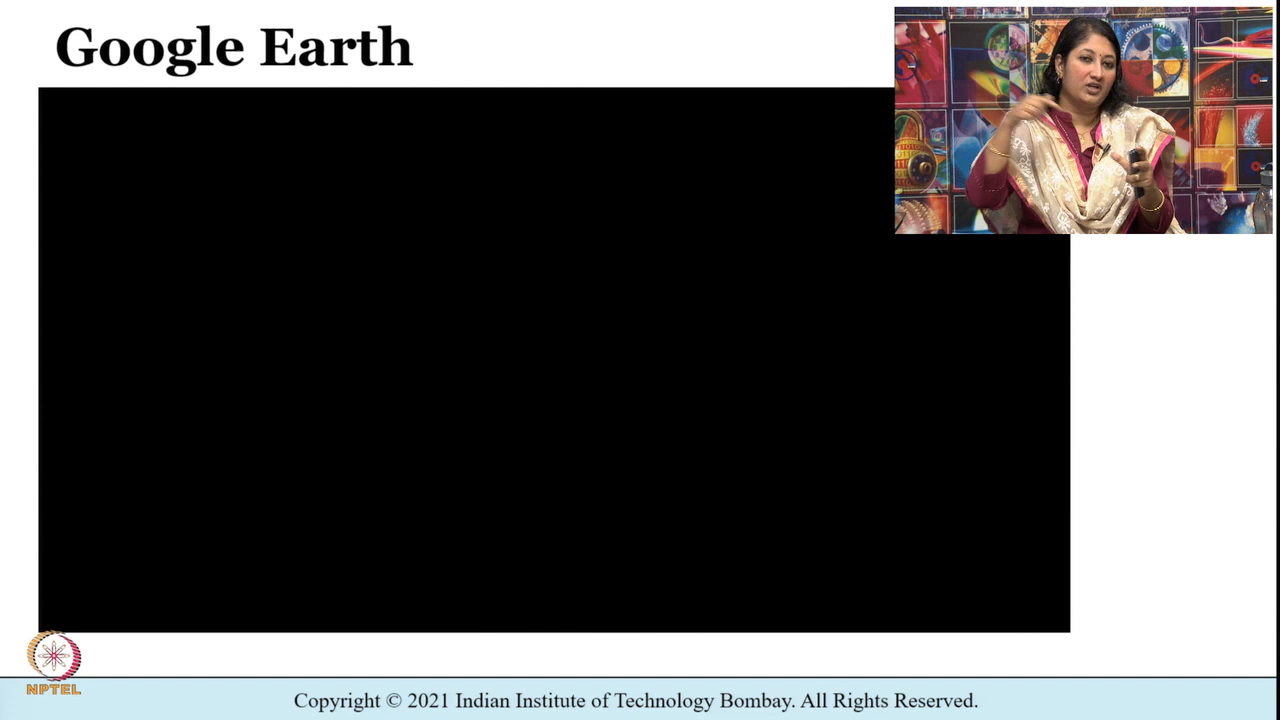 Google Earth
NPTEL
Copyright © 2021 Indian Institute of Technology Bombay. All Rights Reserved.